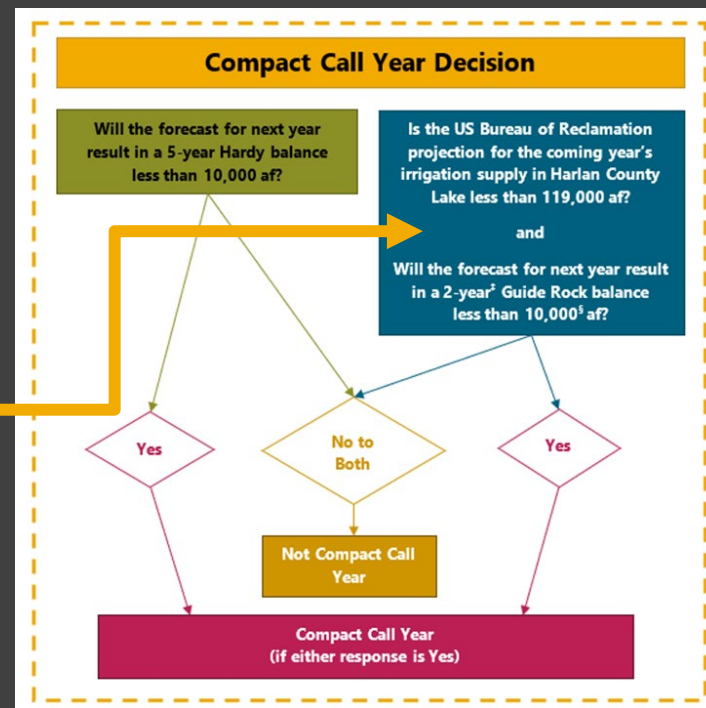 Compact Call Year Decision
Will the forecast for next year
result in a 5-year Hardy balance
less than 10,000 af?
Is the US Bureau of Reclamation
projection for the coming year's
irrigation supply in Harlan County
Lake less than 119,000 af?
and
Will the forecast for next year result
in a 2-year‡ Guide Rock balance
less than 10,000§ af?
Yes
No to
Both
Yes
Not Compact Call
Year
Compact Call Year
(if either response is Yes)